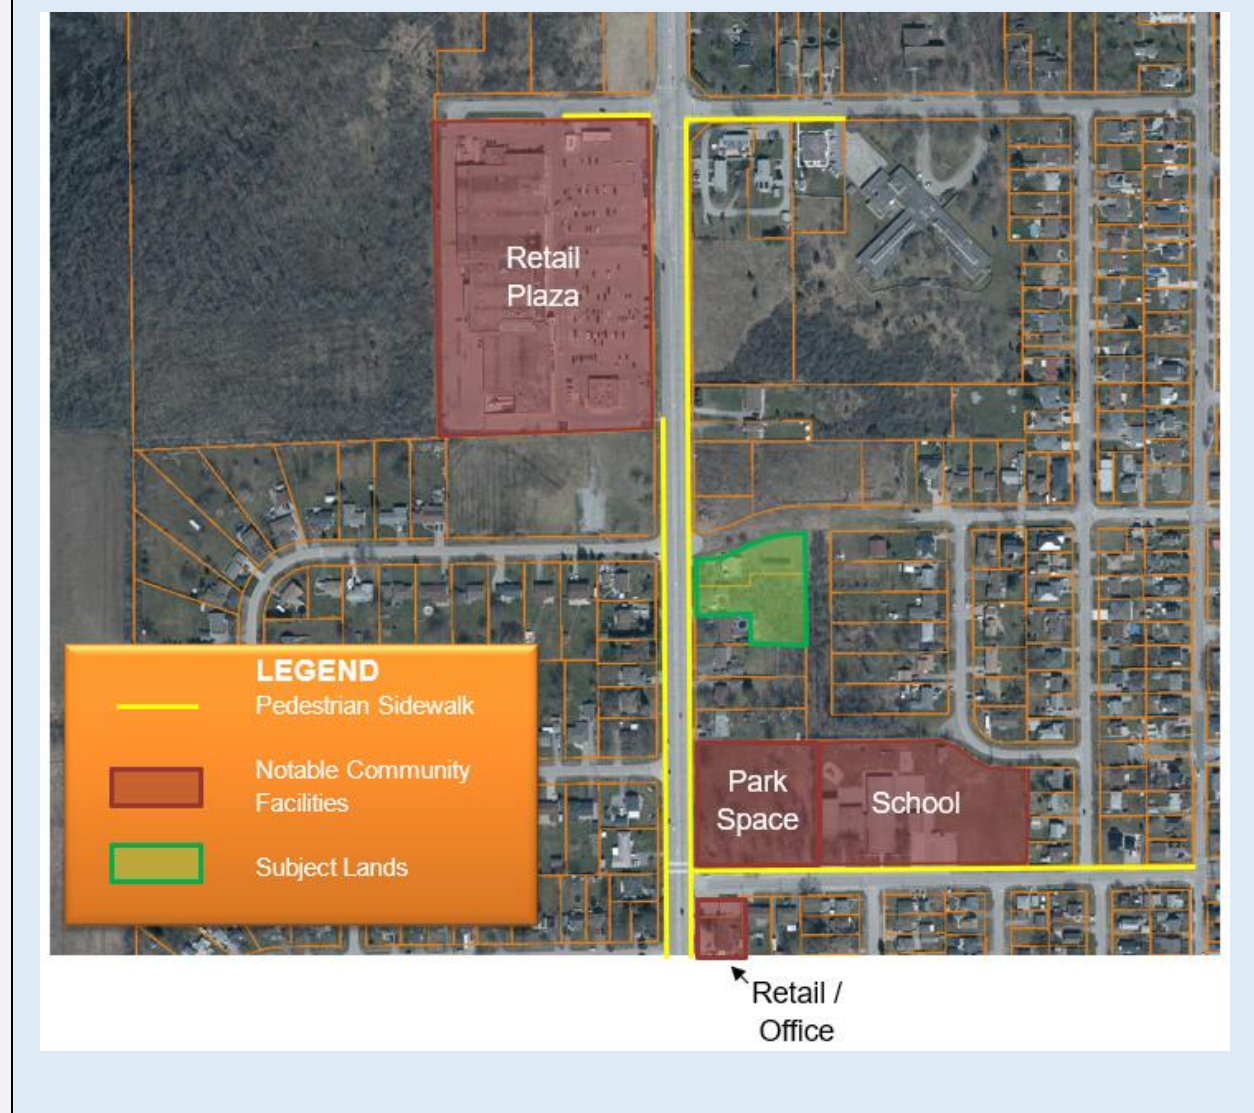 Retail
Plaza
LEGEND
Pedestrian Sidewalk
Notable Community
Facilities
Subject Lands
Park
Space
School
Retail /
Office